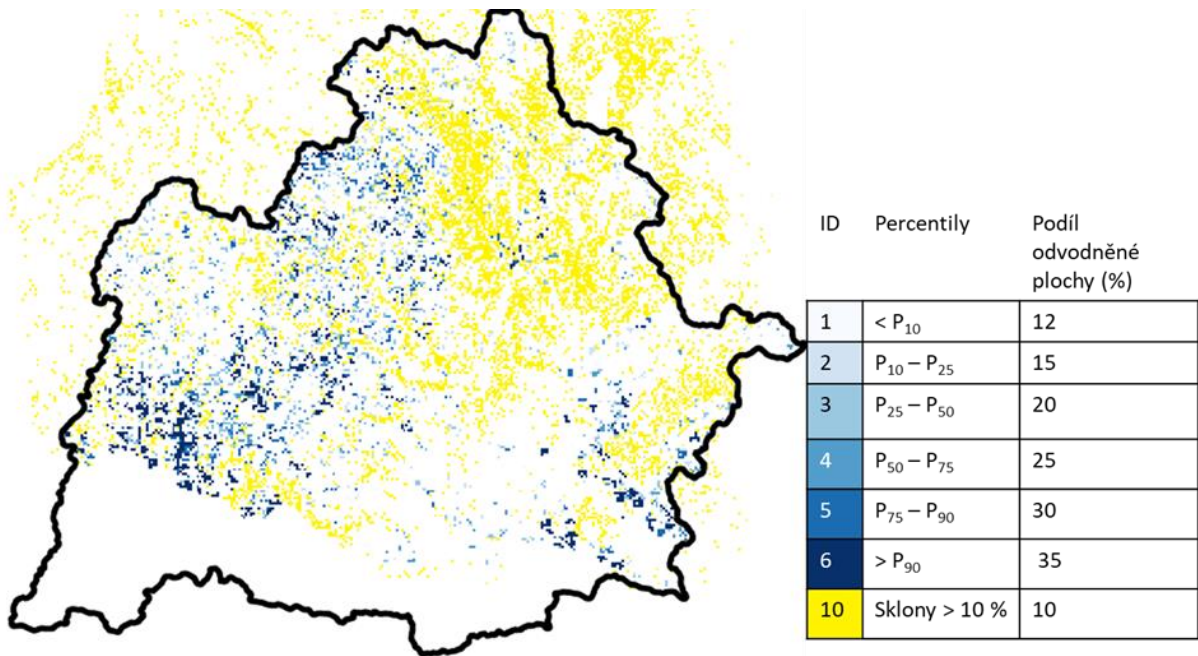 ID Percentily Podíl
odvodněné
plochy (%)
1 < P₁₀ 12
2 P₁₀ – P₂₅ 15
3 P₂₅ – P₅₀ 20
4 P₅₀ – P₇₅ 25
5 P₇₅ – P₉₀ 30
6 > P₉₀ 35
10 Sklony > 10 % 10